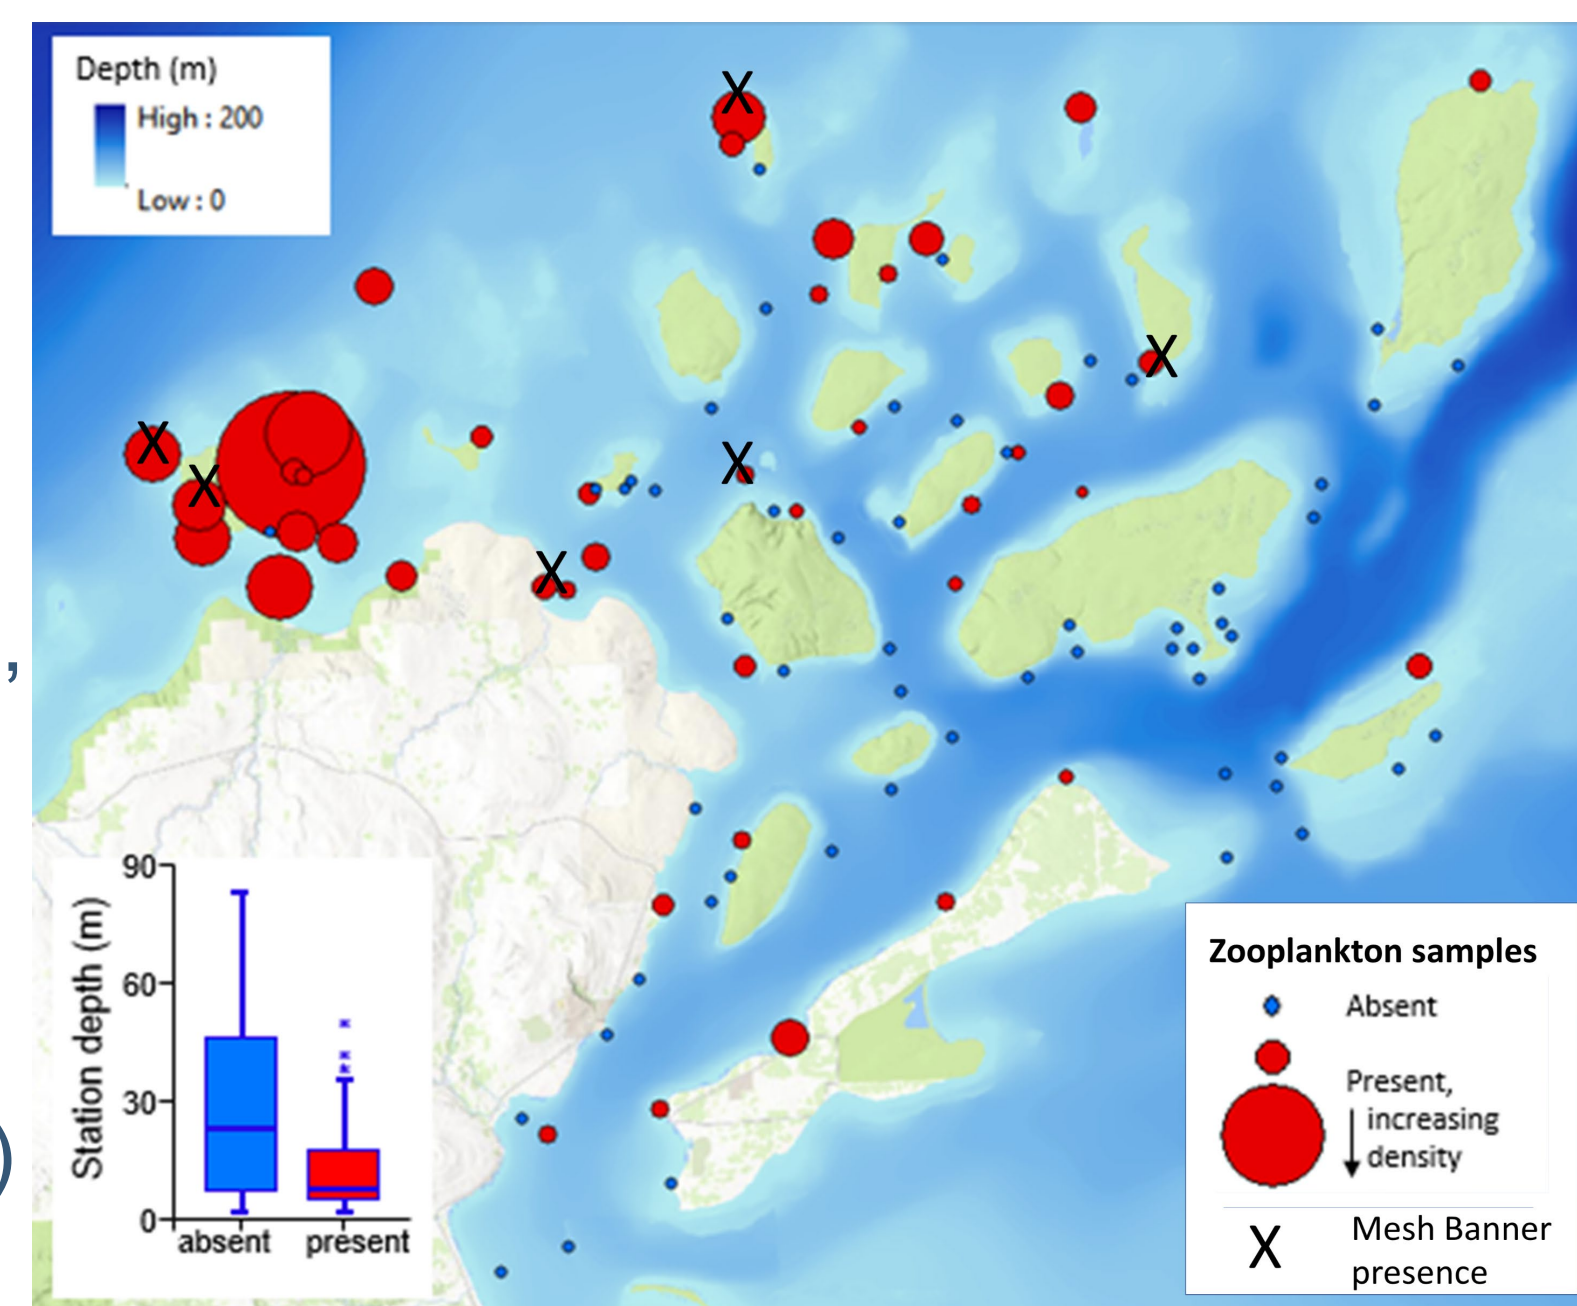 Depth (m)
High : 200
Low : 0
X
X
X
X
X
X
,
)
90
60
30
0
Station depth (m)
absent present
Zooplankton samples
Absent
Present,
increasing
density
X Mesh Banner
presence